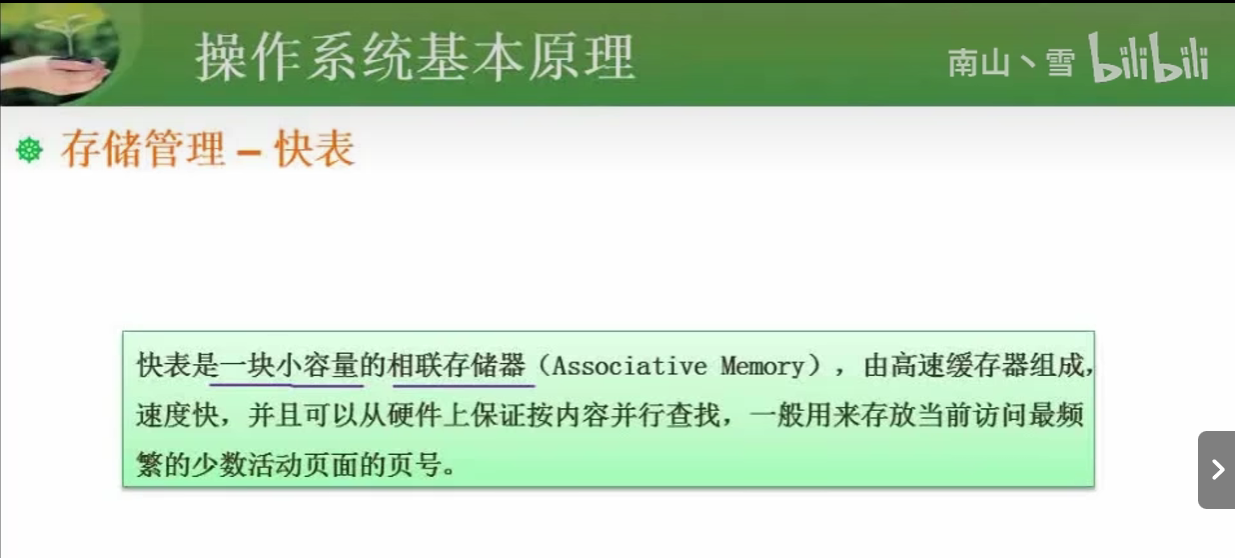 操作系统基本原理
南山丶雪 bilibili
存储管理 – 快表
快表是一块小容量的相联存储器（Associative Memory），由高速缓存器组成，
速度快，并且可以从硬件上保证按内容并行查找，一般用来存放当前访问最频
繁的少数活动页面的页号。